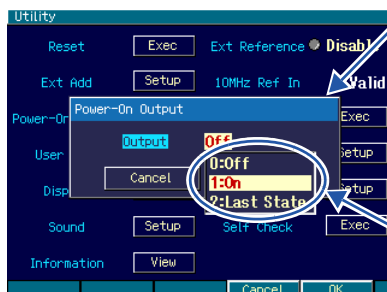 Utility
Reset Exec Ext Reference Disabl
Ext Add Setup 10MHz Ref In Valid
Power-On Output
Power-Or Exec
Output Off
User Setup
0:Off
Cancel 1:On
Disp Setup
2:Last State
Sound Setup Self Check Exec
Information View
Cancel OK